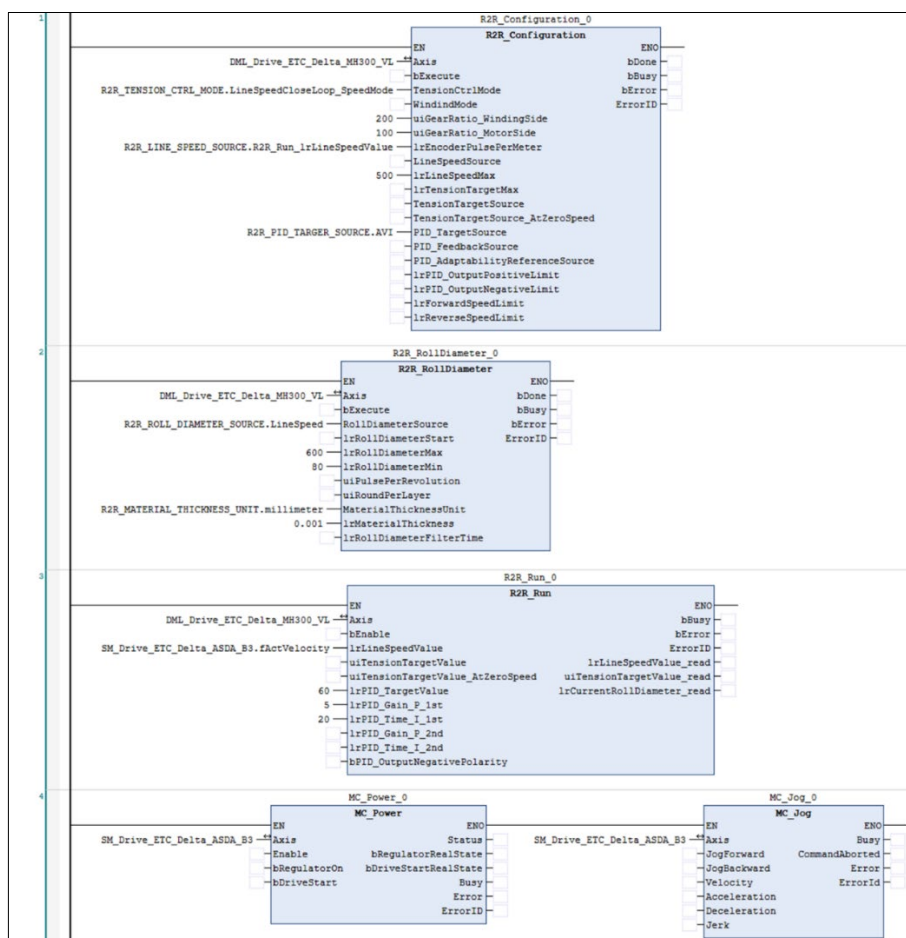 1
R2R_Configuration_0
R2R_Configuration
EN ENO
DML_Drive_ETC_Delta_MH300_VL Axis bDone
bExecute bBusy
R2R_TENSION_CTRL_MODE.LineSpeedCloseLoop_SpeedMode TensionCtrlMode bError
WindindMode ErrorID
200 uiGearRatio_WindingSide
100 uiGearRatio_MotorSide
R2R_LINE_SPEED_SOURCE.R2R_Run_lrLineSpeedValue lrEncoderPulsePerMeter
LineSpeedSource
500 lrLineSpeedMax
lrTensionTargetMax
TensionTargetSource
TensionTargetSource_AtZeroSpeed
R2R_PID_TARGER_SOURCE.AVI PID_TargetSource
PID_FeedbackSource
PID_AdaptabilityReferenceSource
lrPID_OutputPositiveLimit
lrPID_OutputNegativeLimit
lrForwardSpeedLimit
lrReverseSpeedLimit
2
R2R_RollDiameter_0
R2R_RollDiameter
EN ENO
DML_Drive_ETC_Delta_MH300_VL Axis bDone
bExecute bBusy
R2R_ROLL_DIAMETER_SOURCE.LineSpeed RollDiameterSource bError
lrRollDiameterStart ErrorID
600 lrRollDiameterMax
80 lrRollDiameterMin
uiPulsePerRevolution
uiRoundPerLayer
R2R_MATERIAL_THICKNESS_UNIT.millimeter MaterialThicknessUnit
0.001 lrMaterialThickness
lrRollDiameterFilterTime
3
R2R_Run_0
R2R_Run
EN ENO
DML_Drive_ETC_Delta_MH300_VL Axis bBusy
bEnable bError
SM_Drive_ETC_Delta_ASDA_B3.fActVelocity lrLineSpeedValue ErrorID
uiTensionTargetValue lrLineSpeedValue_read
uiTensionTargetValue_AtZeroSpeed uiTensionTargetValue_read
60 lrPID_TargetValue lrCurrentRollDiameter_read
5 lrPID_Gain_P_1st
20 lrPID_Time_I_1st
lrPID_Gain_P_2nd
lrPID_Time_I_2nd
bPID_OutputNegativePolarity
4
MC_Power_0 MC_Jog_0
MC_Power MC_Jog
EN ENO EN ENO
SM_Drive_ETC_Delta_ASDA_B3 Axis Status SM_Drive_ETC_Delta_ASDA_B3 Axis Busy
Enable bRegulatorRealState JogForward CommandAborted
bRegulatorOn bDriveStartRealState JogBackward Error
bDriveStart Busy Velocity ErrorId
Error Acceleration
ErrorID Deceleration
Jerk